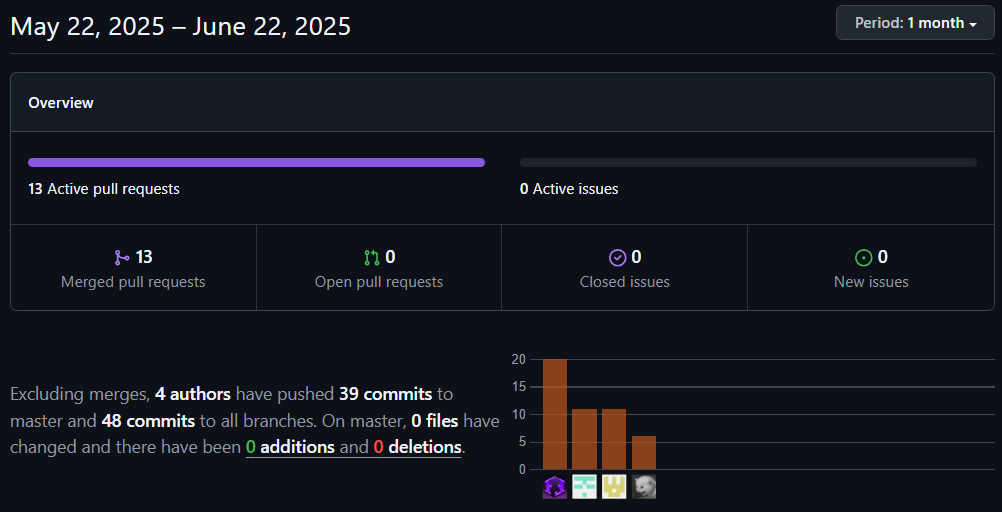 May 22, 2025 – June 22, 2025
Period: 1 month
Overview
13 Active pull requests
0 Active issues
13
Merged pull requests
0
Open pull requests
0
Closed issues
0
New issues
Excluding merges, 4 authors have pushed 39 commits to
master and 48 commits to all branches. On master, 0 files have
changed and there have been 0 additions and 0 deletions.
20
15
10
5
0